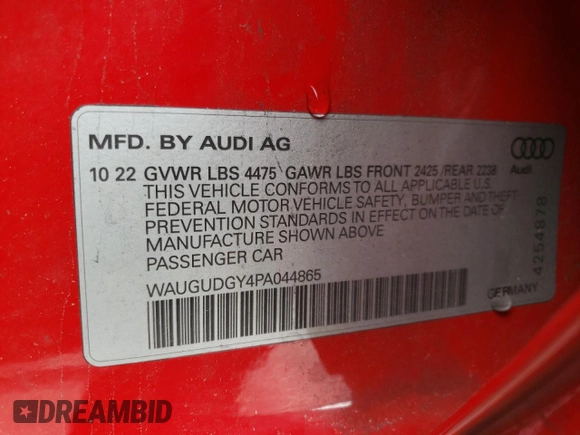 MFD. BY AUDI AG
10 22 GVWR LBS 4475 GAWR LBS FRONT 2425 /REAR 2238
THIS VEHICLE CONFORMS TO ALL APPLICABLE U.S.
FEDERAL MOTOR VEHICLE SAFETY, BUMPER AND THEFT
PREVENTION STANDARDS IN EFFECT ON THE DATE OF
MANUFACTURE SHOWN ABOVE
PASSENGER CAR
WAUGUDGY4PA044865
Audi
4254878
GERMANY
DREAMBID